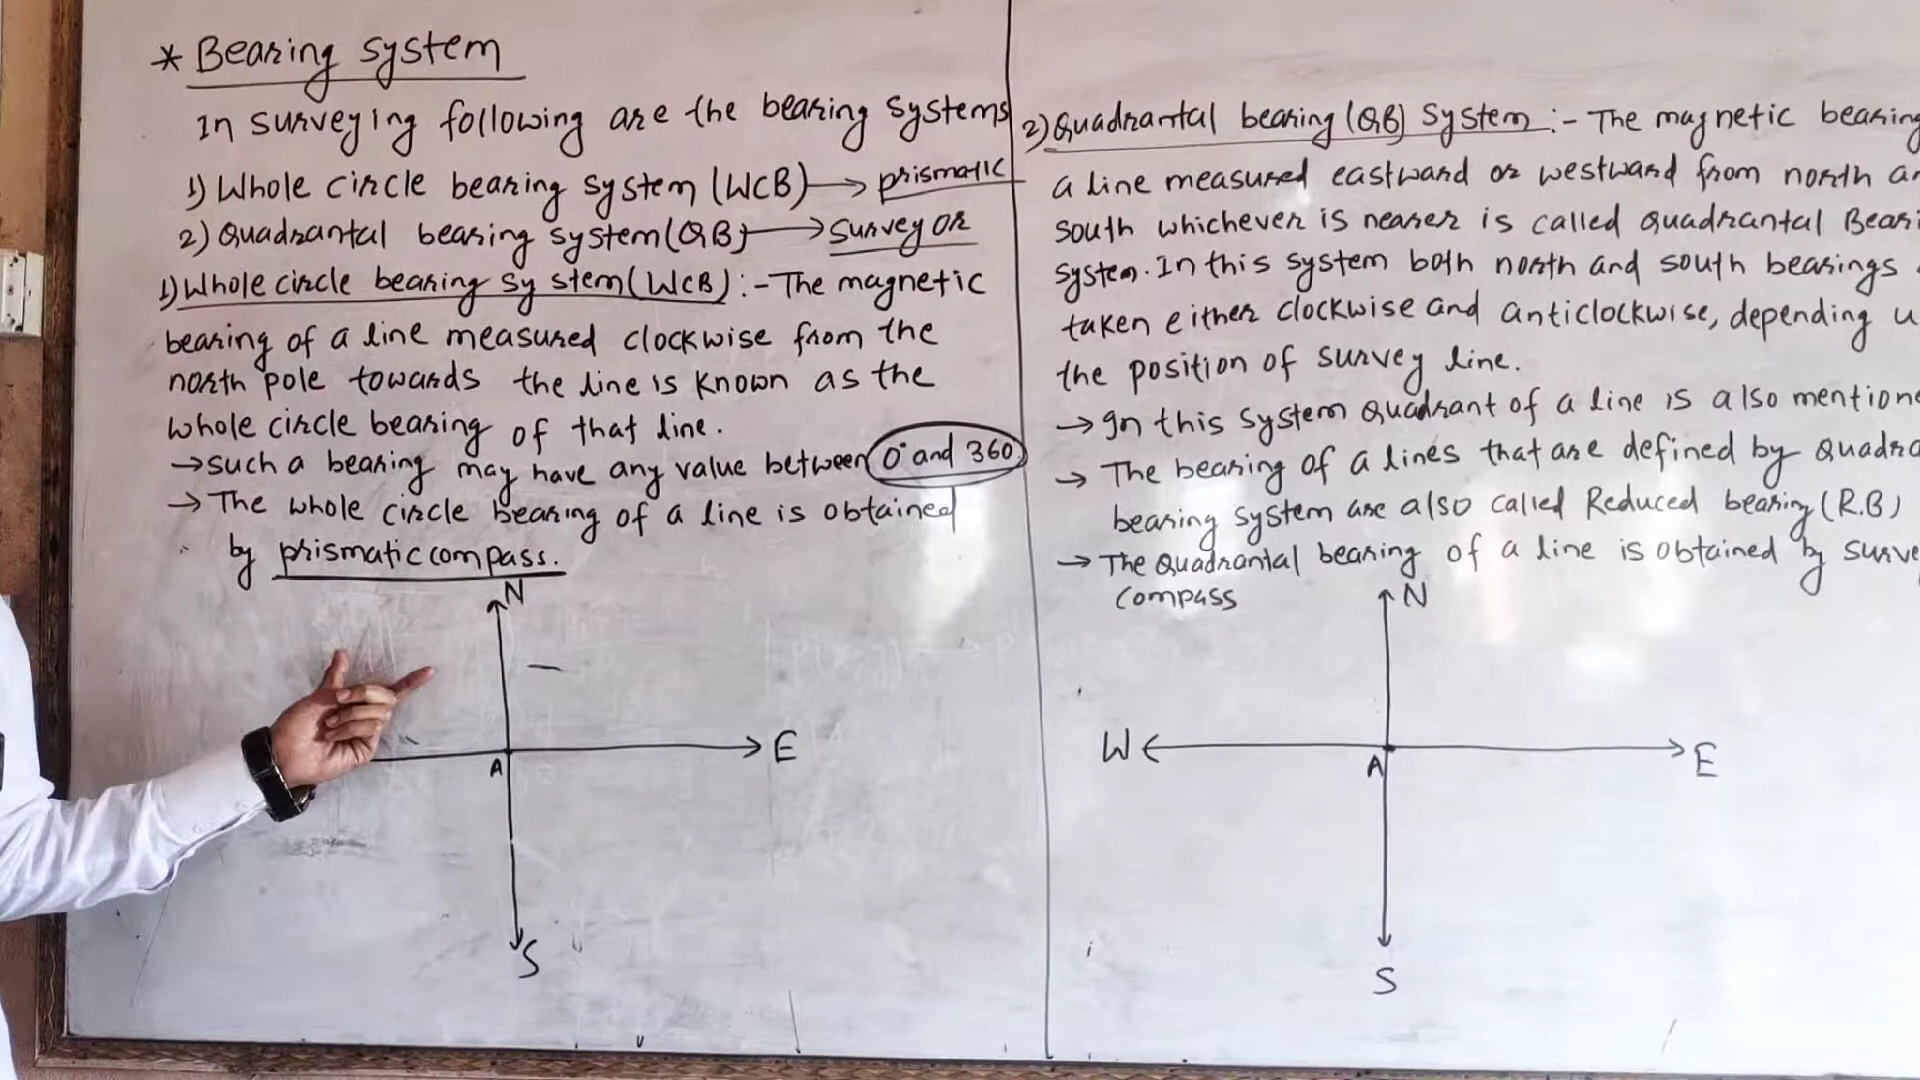 * Bearing system
In surveying following are the bearing systems
1) Whole circle bearing system (WCB) → prismatic
2) Quadrantal bearing system (QB) → Surveyor
1) Whole circle bearing system (WCB) :- The magnetic
bearing of a line measured clockwise from the
north pole towards the line is known as the
whole circle bearing of that line.
→ such a bearing may have any value between 0° and 360
→ The whole circle bearing of a line is obtained
by prismatic compass.
N
E
A
S
2) Quadrantal bearing (QB) System :- The magnetic bearing
a line measured eastward or westward from north
south whichever is nearer is called quadrantal
system. In this system both north and south bearings
taken either clockwise and anticlockwise, depending
the position of survey line.
→ In this system quadrant of a line is also
→ The bearing of a lines that are defined by
bearing system are also called Reduced bearing (R.B)
→ The Quadrantal bearing of a line is obtained by
compass
N
W
E
A
S